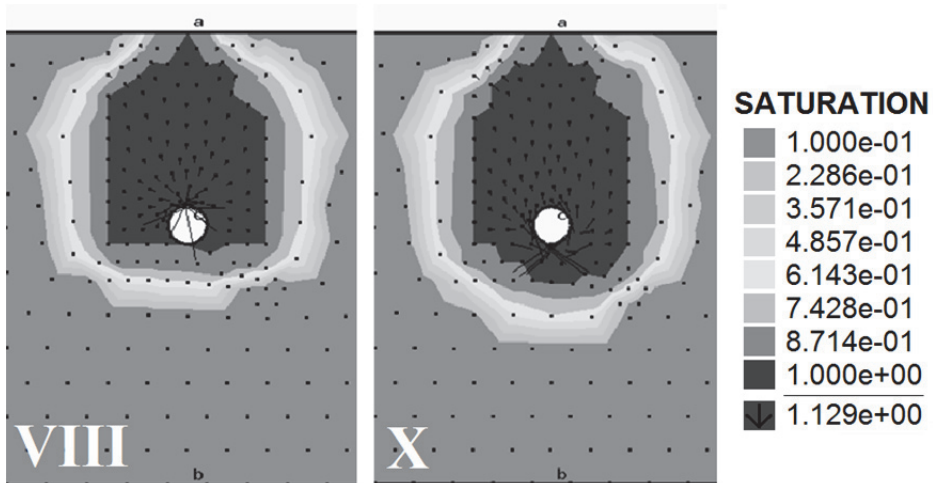 a
a
c
c
VIII
b
X
b
SATURATION
1.000e-01
2.286e-01
3.571e-01
4.857e-01
6.143e-01
7.428e-01
8.714e-01
1.000e+00
1.129e+00